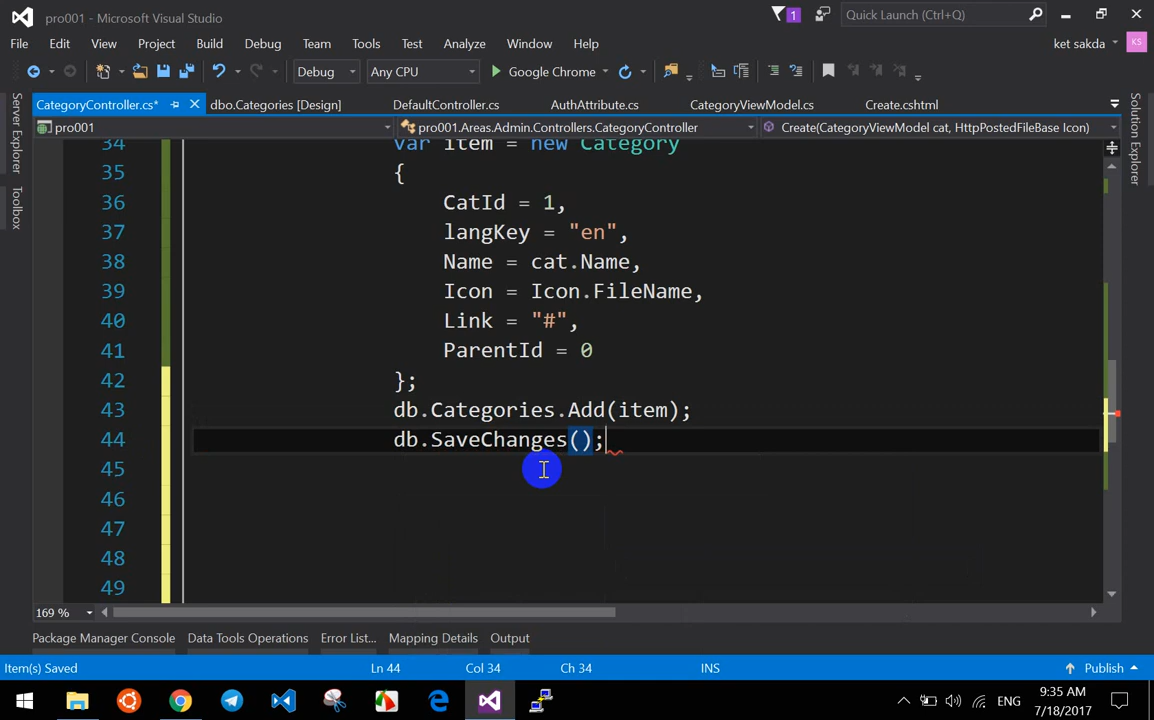 pro001 - Microsoft Visual Studio
1
Quick Launch (Ctrl+Q)
File Edit View Project Build Debug Team Tools Test Analyze Window Help
ket sakda
KS
Debug
Any CPU
Google Chrome
Server Explorer
Toolbox
Solution Explorer
CategoryController.cs*
dbo.Categories [Design]
DefaultController.cs
AuthAttribute.cs
CategoryViewModel.cs
Create.cshtml
pro001
pro001.Areas.Admin.Controllers.CategoryController
Create(CategoryViewModel cat, HttpPostedFileBase Icon)
34 var item = new Category
35 {
36 CatId = 1,
37 langKey = "en",
38 Name = cat.Name,
39 Icon = Icon.FileName,
40 Link = "#",
41 ParentId = 0
42 };
43 db.Categories.Add(item);
44 db.SaveChanges();
45
46
47
48
49
169 %
Package Manager Console
Data Tools Operations
Error List...
Mapping Details
Output
Item(s) Saved
Ln 44
Col 34
Ch 34
INS
Publish
ENG
9:35 AM
7/18/2017